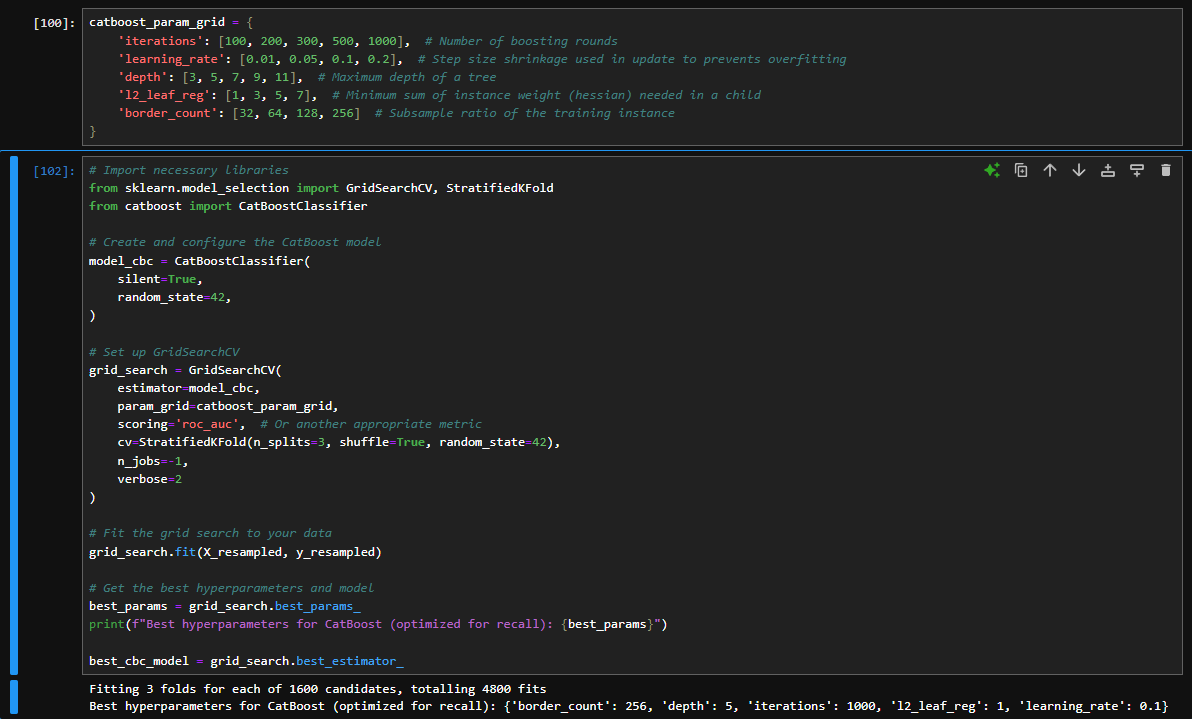 [100]:
catboost_param_grid = {
    'iterations': [100, 200, 300, 500, 1000],  # Number of boosting rounds
    'learning_rate': [0.01, 0.05, 0.1, 0.2],  # Step size shrinkage used in update to prevents overfitting
    'depth': [3, 5, 7, 9, 11],  # Maximum depth of a tree
    'l2_leaf_reg': [1, 3, 5, 7],  # Minimum sum of instance weight (hessian) needed in a child
    'border_count': [32, 64, 128, 256]  # Subsample ratio of the training instance
}
[102]:
# Import necessary libraries
from sklearn.model_selection import GridSearchCV, StratifiedKFold
from catboost import CatBoostClassifier

# Create and configure the CatBoost model
model_cbc = CatBoostClassifier(
    silent=True,
    random_state=42,
)

# Set up GridSearchCV
grid_search = GridSearchCV(
    estimator=model_cbc,
    param_grid=catboost_param_grid,
    scoring='roc_auc',  # Or another appropriate metric
    cv=StratifiedKFold(n_splits=3, shuffle=True, random_state=42),
    n_jobs=-1,
    verbose=2
)

# Fit the grid search to your data
grid_search.fit(X_resampled, y_resampled)

# Get the best hyperparameters and model
best_params = grid_search.best_params_
print(f"Best hyperparameters for CatBoost (optimized for recall): {best_params}")

best_cbc_model = grid_search.best_estimator_
Fitting 3 folds for each of 1600 candidates, totalling 4800 fits
Best hyperparameters for CatBoost (optimized for recall): {'border_count': 256, 'depth': 5, 'iterations': 1000, 'l2_leaf_reg': 1, 'learning_rate': 0.1}